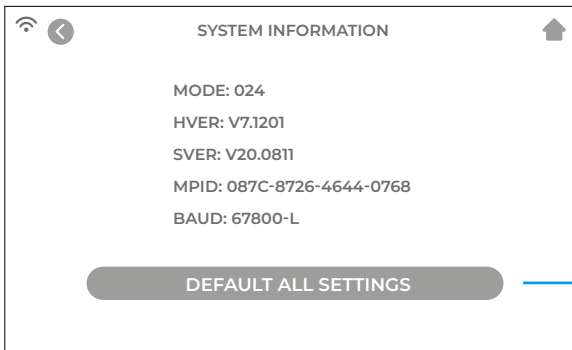 SYSTEM INFORMATION
MODE: 024
HVER: V7.1201
SVER: V20.0811
MPID: 087C-8726-4644-0768
BAUD: 67800-L
DEFAULT ALL SETTINGS